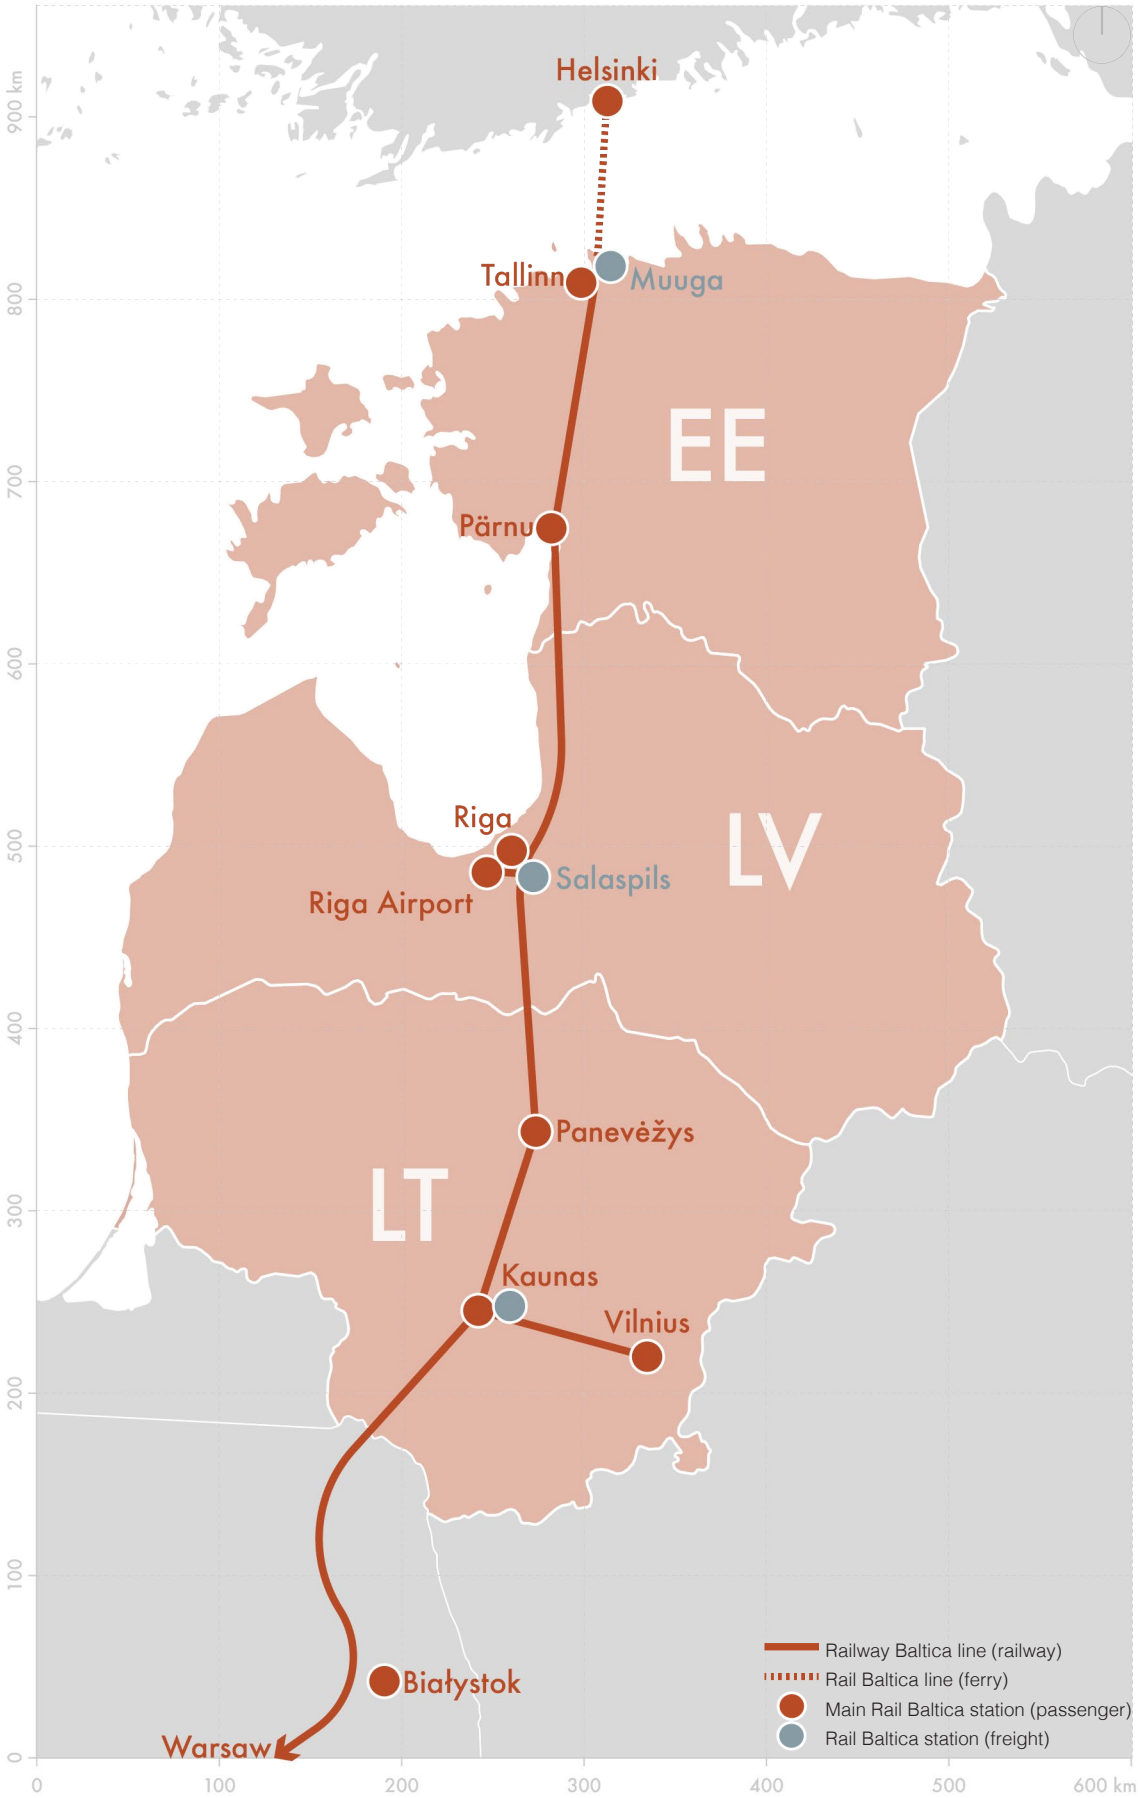 Helsinki
900 km
Tallinn
Muuga
800
EE
700
Pärnu
600
Riga
LV
500
Salaspils
Riga Airport
400
Panevėžys
LT
300
Kaunas
Vilnius
200
100
Railway Baltica line (railway)
Rail Baltica line (ferry)
Białystok
Main Rail Baltica station (passenger)
Rail Baltica station (freight)
Warsaw
0
0 100 200 300 400 500 600 km